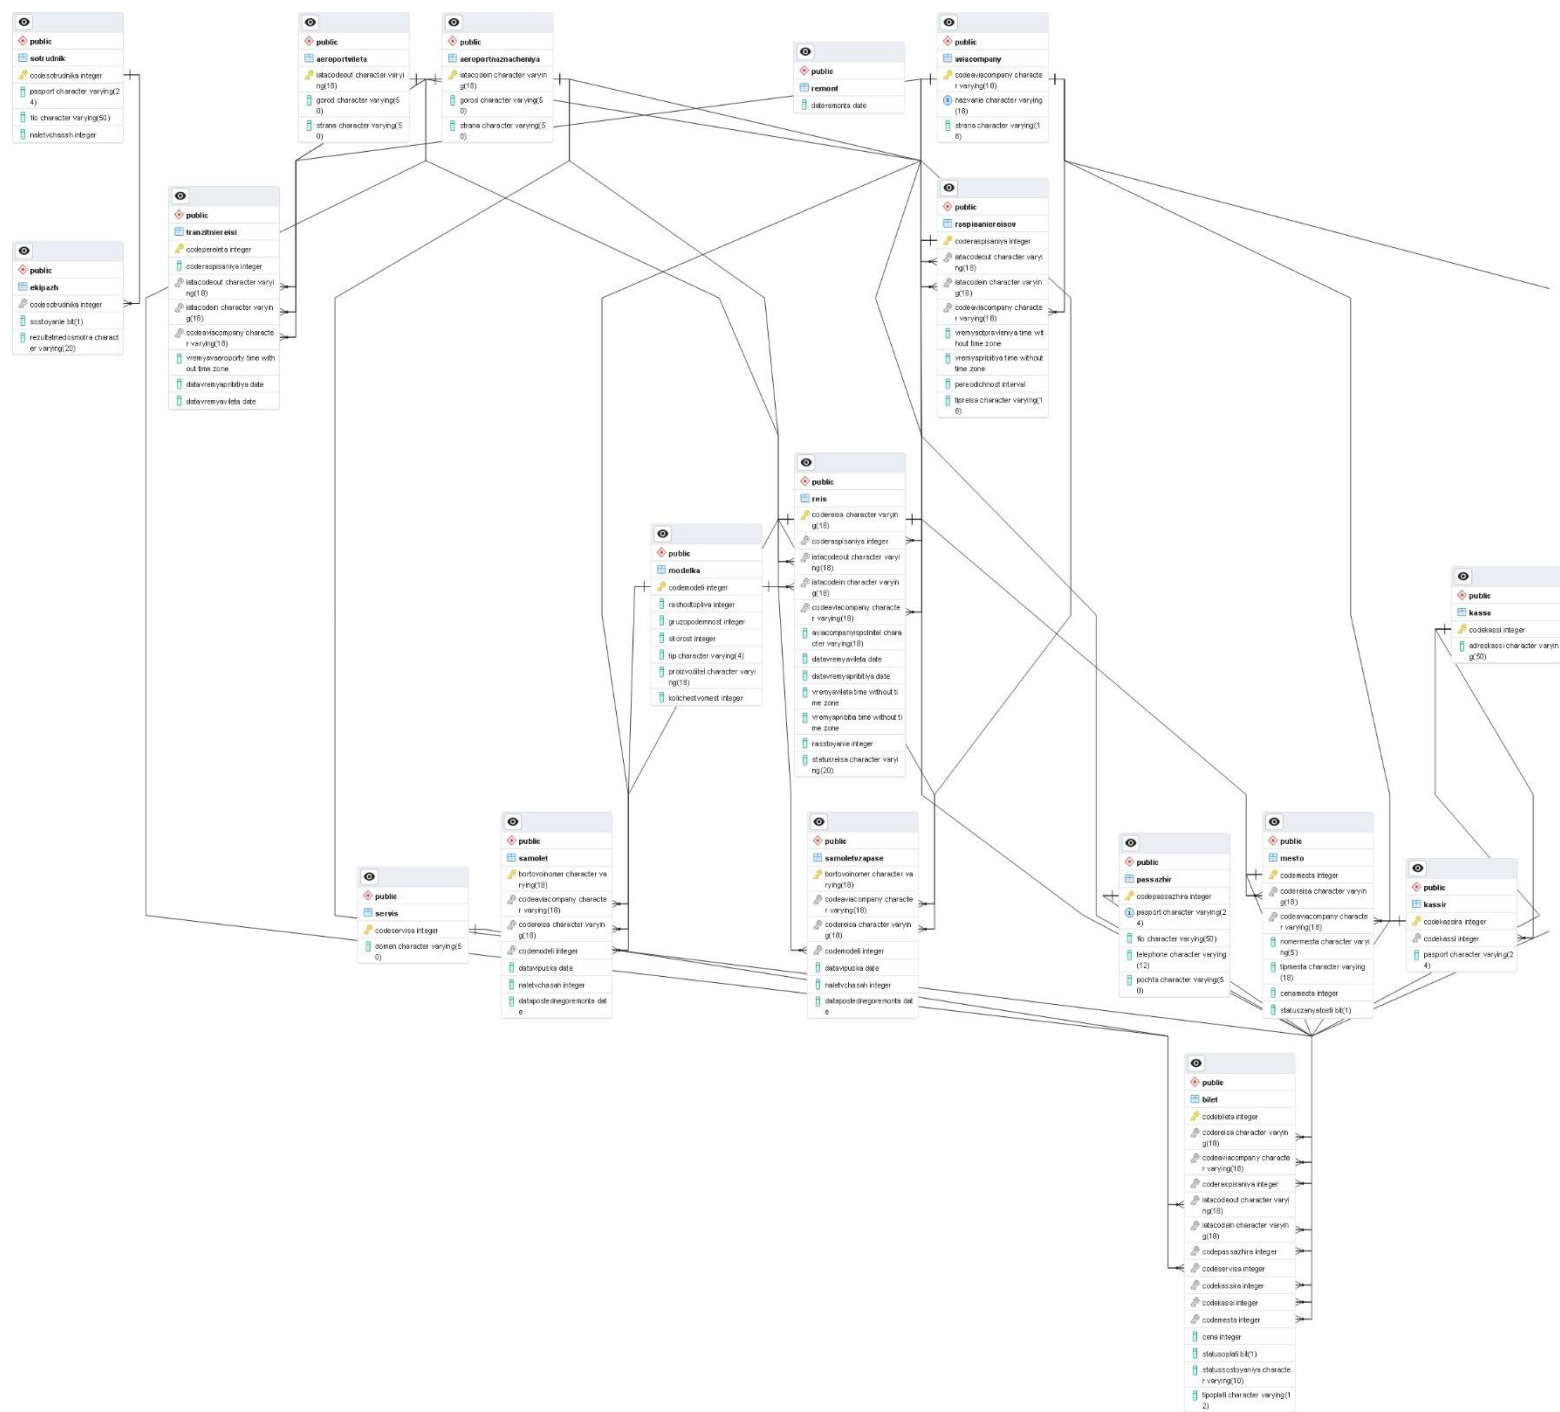 public
sotrudnik
codesotrudnika integer
pasport character varying(2
4)
fio character varying(50)
naletvchasah integer
public
aeroportvileta
iatacodeout character varyi
ng(18)
gorod character varying(5
0)
strana character varying(5
0)
public
aeroportnaznacheniya
iatacodein character varyin
g(18)
gorod character varying(5
0)
strana character varying(5
0)
public
remont
dateremonta date
public
aviacompany
codeaviacompany characte
r varying(18)
nazvanie character varying
(18)
strana character varying(1
8)
public
ekipazh
codesotrudnika integer
sostoyanie bit(1)
rezultatmedosmotra charact
er varying(20)
public
tranzitniereisi
codepereleta integer
coderaspisaniya integer
iatacodeout character varyi
ng(18)
iatacodein character varyin
g(18)
codeaviacompany characte
r varying(18)
vremyavaeroporty time with
out time zone
datavremyapribitiya date
datavremyavileta date
public
raspisaniereisov
coderaspisaniya integer
iatacodeout character varyi
ng(18)
iatacodein character varyin
g(18)
codeaviacompany characte
r varying(18)
vremyaotpravleniya time wit
hout time zone
vremyapribitiya time without
time zone
pereodichnost interval
tipreisa character varying(1
8)
public
reis
codereisa character varyin
g(18)
coderaspisaniya integer
iatacodeout character varyi
ng(18)
iatacodein character varyin
g(18)
codeaviacompany characte
r varying(18)
aviacompanyispolnitel chara
cter varying(18)
datavremyavileta date
datavremyapribitiya date
vremyavileta time without ti
me zone
vremyapribitia time without ti
me zone
rasstoyanie integer
statusreisa character varyi
ng(20)
public
modelka
codemodeli integer
rashodtopliva integer
gruzopodemnost integer
skorost integer
tip character varying(4)
proizvoditel character varyi
ng(18)
kolichestvomest integer
public
kassa
codekassi integer
adreskassi character varyin
g(50)
public
servis
codeservisa integer
domen character varying(5
0)
public
samolet
bortovoinomer character va
rying(18)
codeaviacompany characte
r varying(18)
codereisa character varyin
g(18)
codemodeli integer
datavipuska date
naletvchasah integer
dataposlednegoremonta dat
e
public
samoletvzapase
bortovoinomer character va
rying(18)
codeaviacompany characte
r varying(18)
codereisa character varyin
g(18)
codemodeli integer
datavipuska date
naletvchasah integer
dataposlednegoremonta dat
e
public
passazhir
codepassazhira integer
pasport character varying(2
4)
fio character varying(50)
telephone character varying
(12)
pochta character varying(5
0)
public
mesto
codemesta integer
codereisa character varyin
g(18)
codeaviacompany characte
r varying(18)
nomermesta character varyi
ng(5)
tipmesta character varying
(18)
cenamesta integer
statuszanyatosti bit(1)
public
kassir
codekassira integer
codekassi integer
pasport character varying(2
4)
public
bilet
codebileta integer
codereisa character varyin
g(18)
codeaviacompany characte
r varying(18)
coderaspisaniya integer
iatacodeout character varyi
ng(18)
iatacodein character varyin
g(18)
codepassazhira integer
codeservisa integer
codekassira integer
codekassi integer
codemesta integer
cena integer
statusoplati bit(1)
statussostoyaniya characte
r varying(10)
tipoplati character varying(1
2)